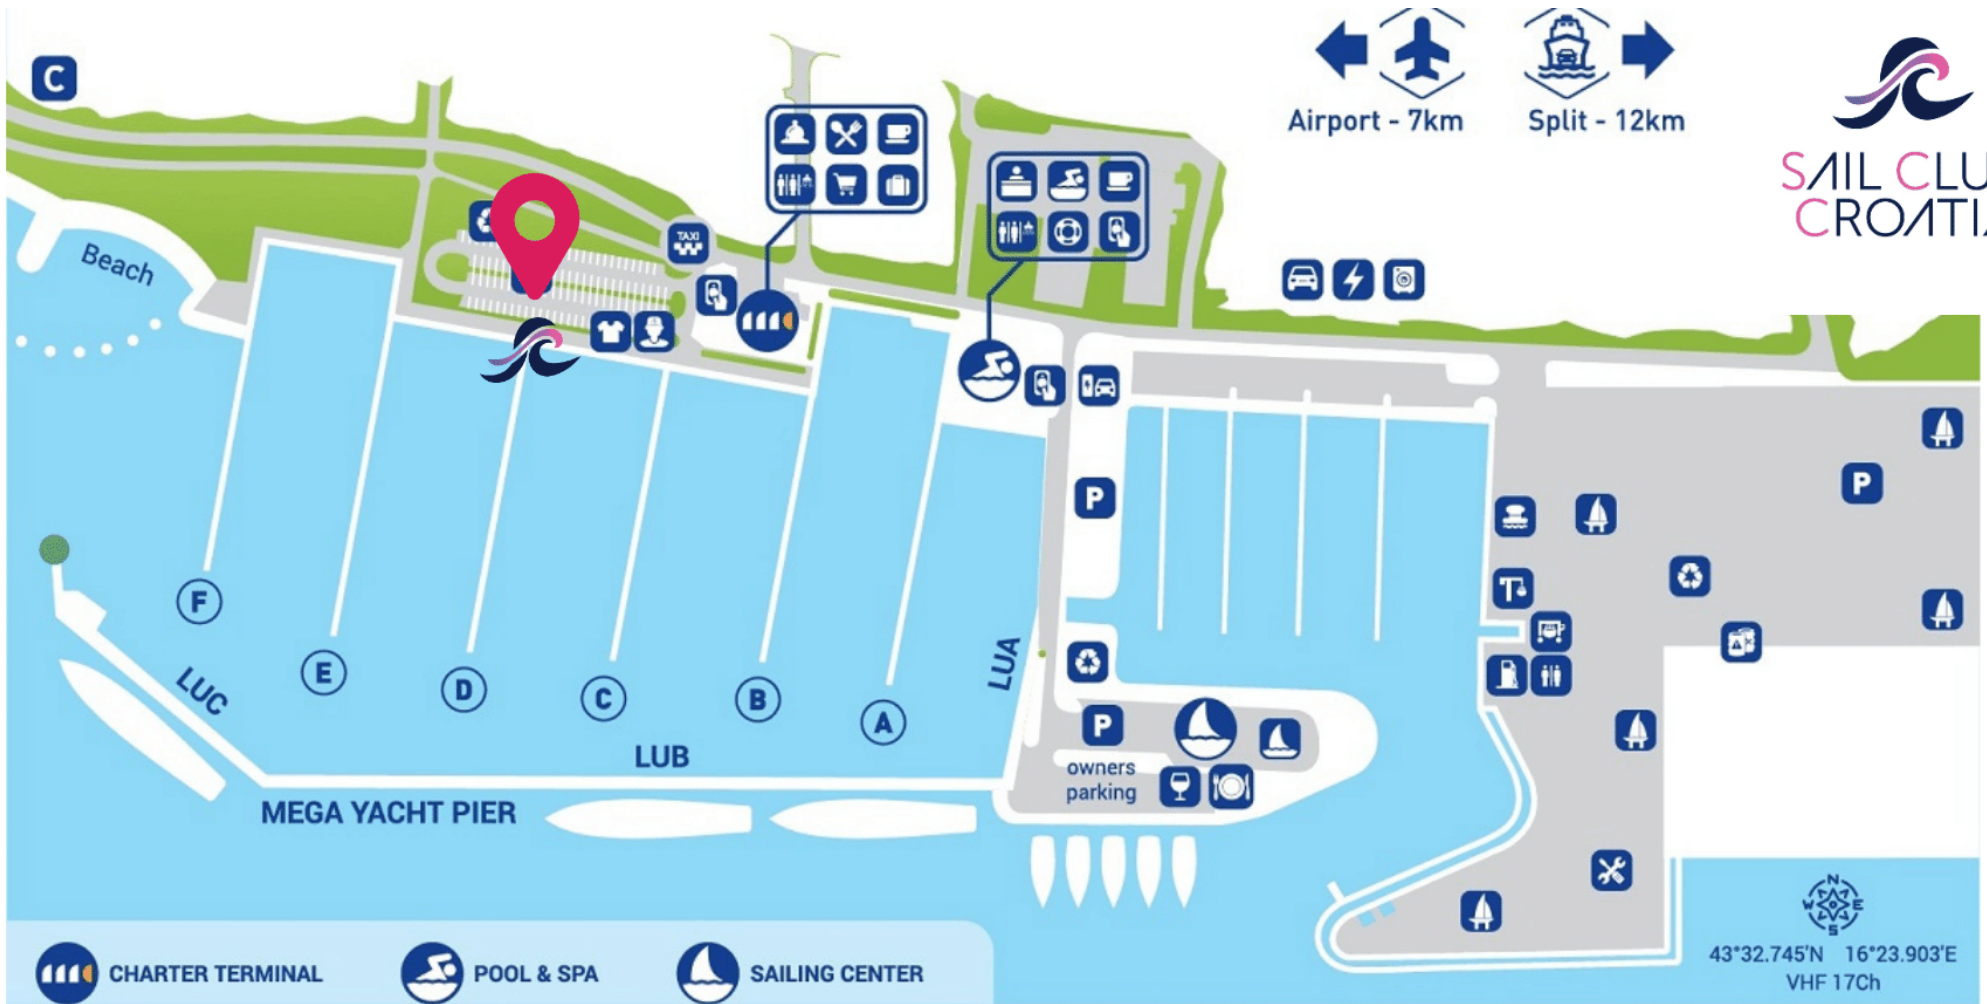 C
Airport - 7km
Split - 12km
SAIL CLU
CROATIA
Beach
TAXI
P
P
P
F
E
D
C
B
A
LUC
LUB
LUA
MEGA YACHT PIER
owners
parking
N
W E
S
43°32.745'N 16°23.903'E
VHF 17Ch
CHARTER TERMINAL
POOL & SPA
SAILING CENTER